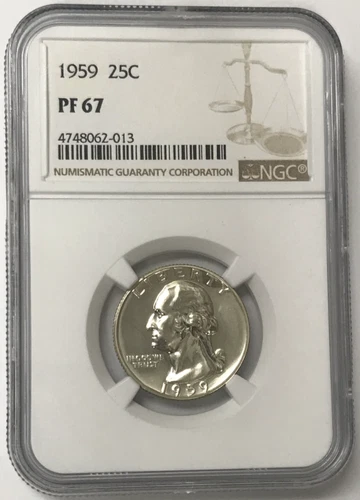 1959 25C
PF 67
4748062-013
NUMISMATIC GUARANTY CORPORATION
NGC®
LIBERTY
IN GOD WE
TRUST
1959